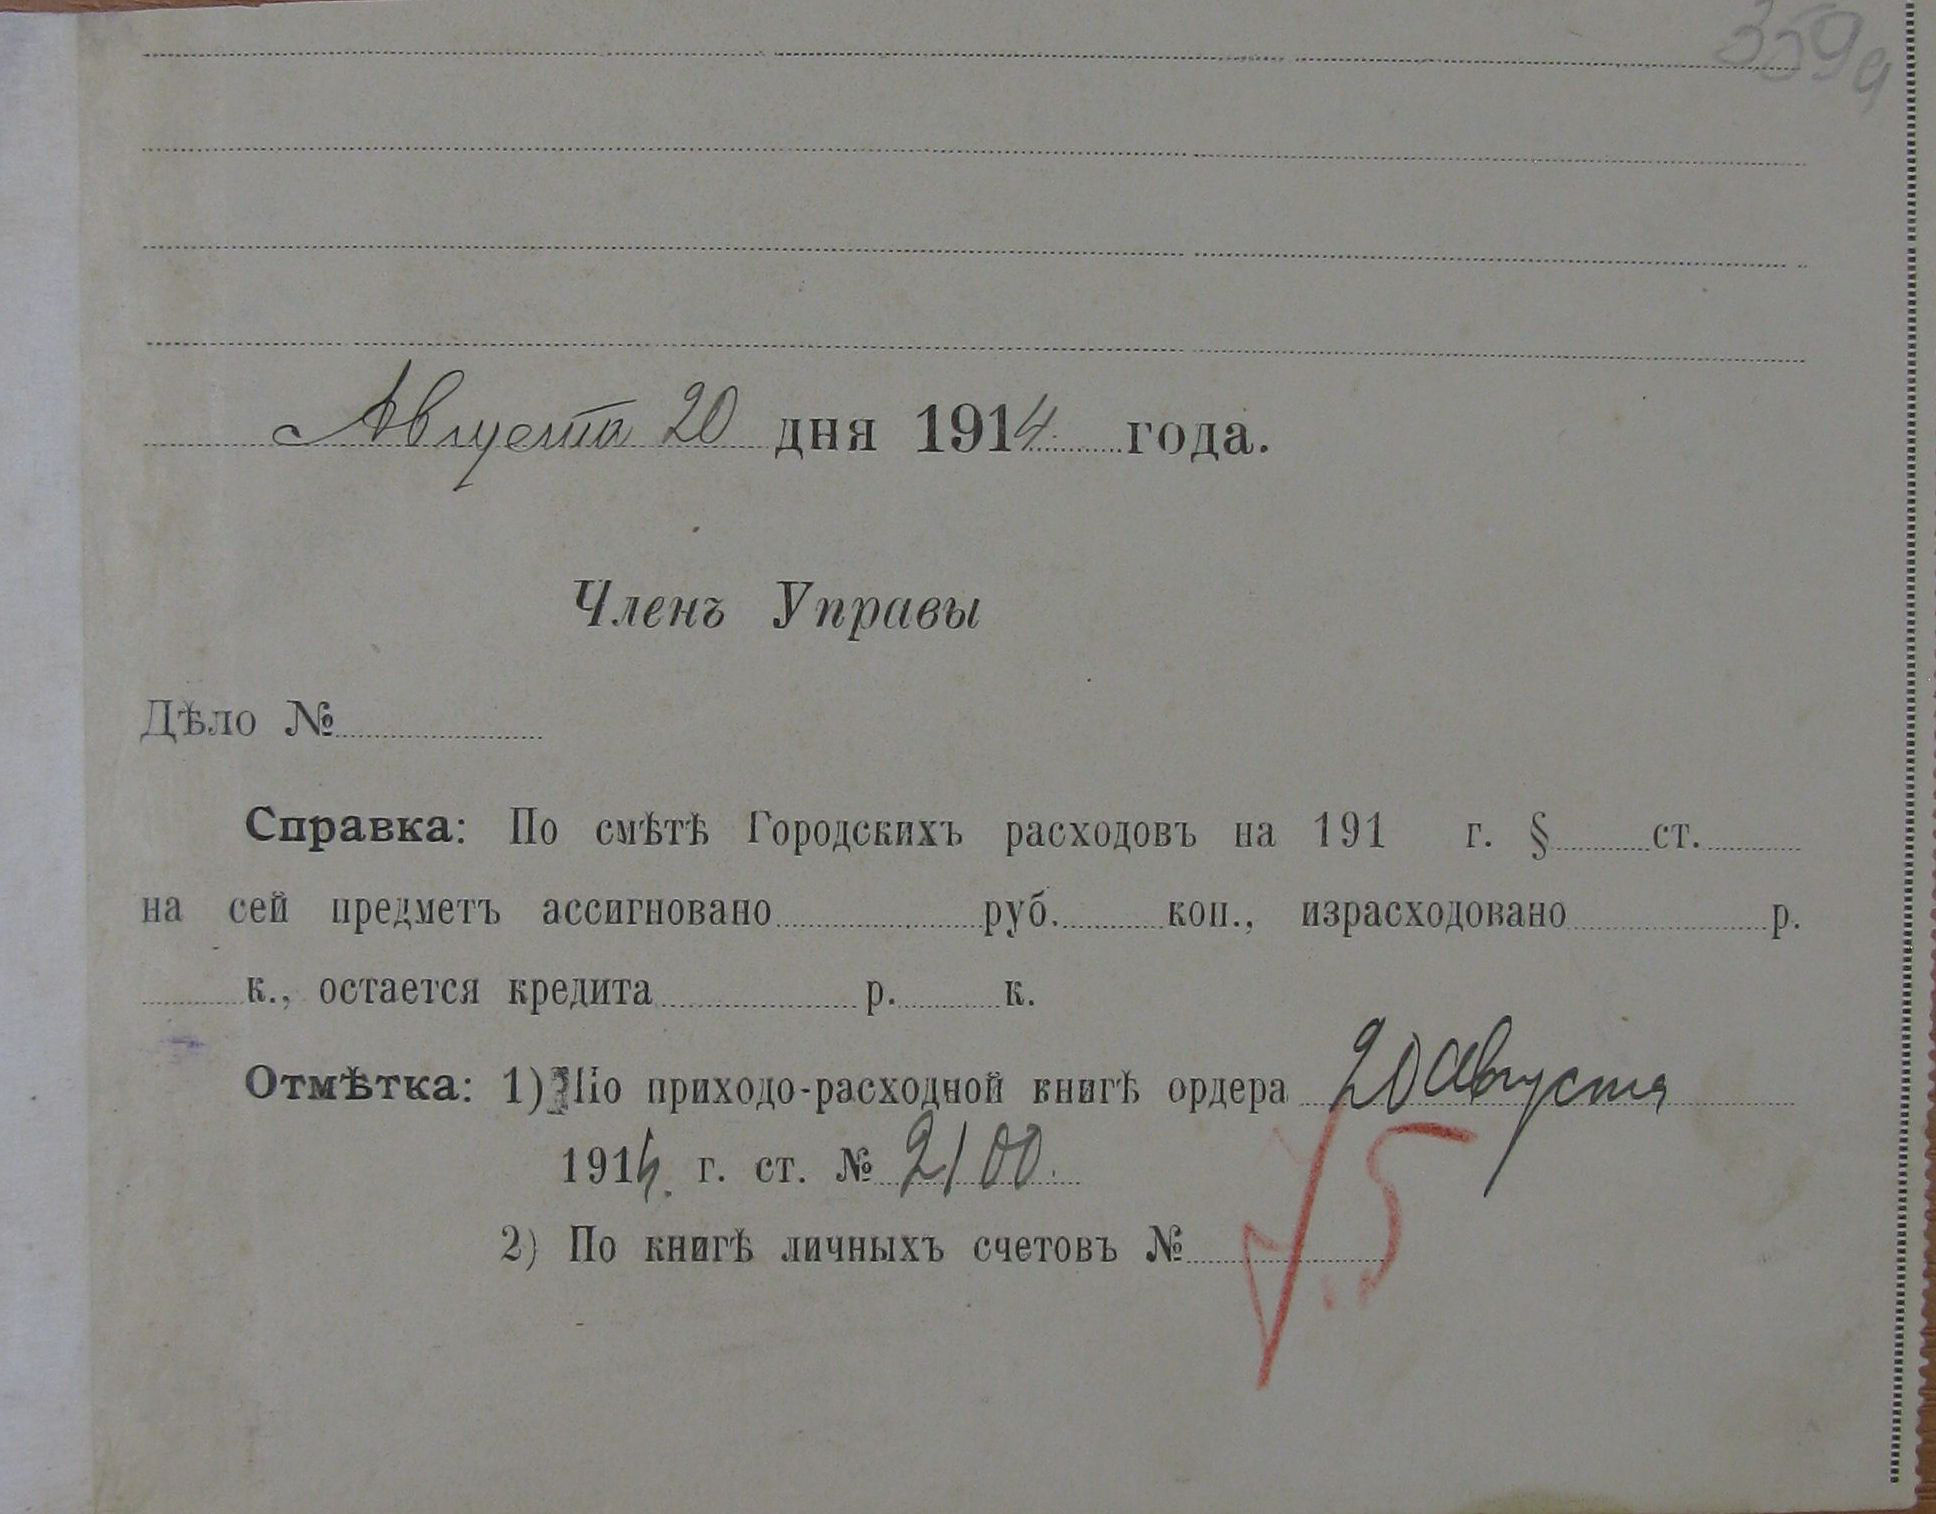 Августа 20 дня 1914 года.
Членъ Управы
Дѣло №
Справка: По смѣтѣ Городскихъ расходовъ на 191 г. § ст.
на сей предметъ ассигновано руб. коп., израсходовано р.
к., остается кредита р. к.
Отмѣтка: 1) По приходо-расходной книгѣ ордера 20 Августа
1914. г. ст. № 2100.
2) По книгѣ личныхъ счетовъ №